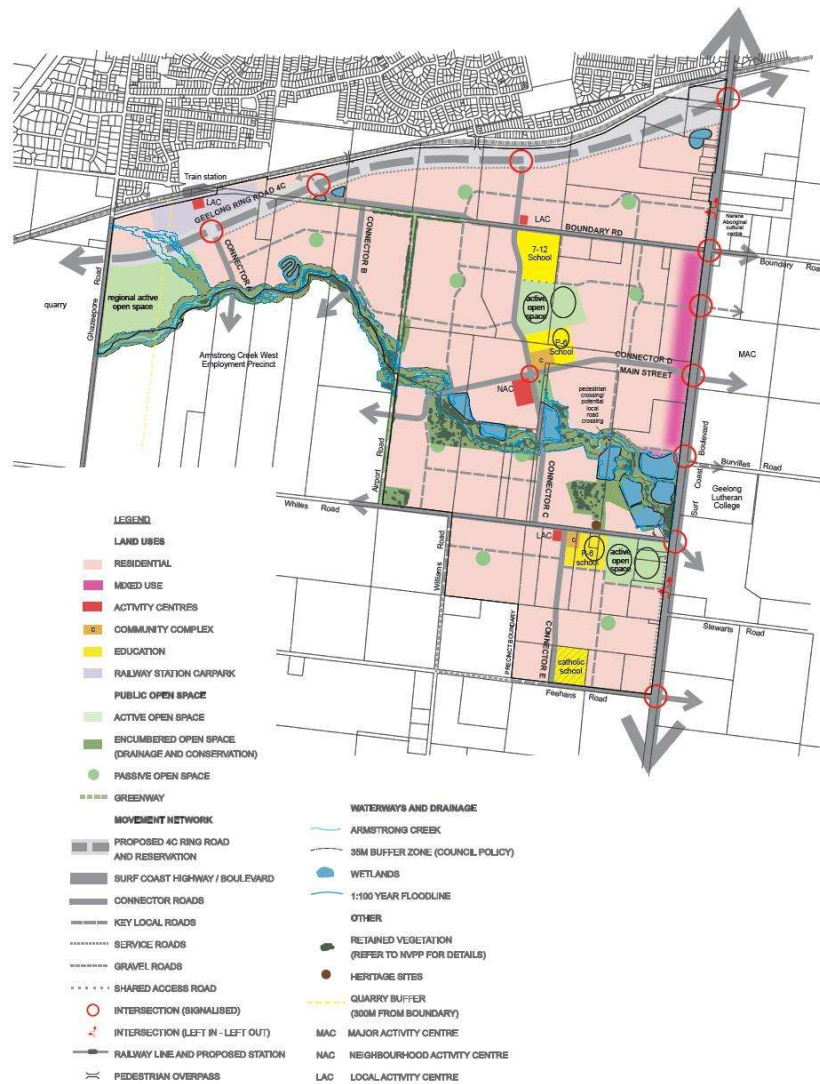 Train station
LAC
GEELONG RING ROAD 4C
CONNECTOR A
CONNECTOR B
Ghazeepore Road
quarry
regional active
open space
Armstrong Creek West
Employment Precinct
LAC
BOUNDARY RD
7-12
School
active
open
space
P-6
School
C
CONNECTOR D
MAIN STREET
NAC
pedestrian
crossing/
potential
local
road
crossing
Narana
Aboriginal
cultural
centre
Boundary Road
MAC
Surf Coast Boulevard
Burvilles Road
Geelong
Lutheran
College
Airport Road
CONNECTOR C
Whites Road
Williams Road
LAC
C
P-6
school
active
open
space
Stewarts Road
PRECINCT BOUNDARY
CONNECTOR E
catholic
school
Feehans Road
LEGEND
LAND USES
RESIDENTIAL
MIXED USE
ACTIVITY CENTRES
C COMMUNITY COMPLEX
EDUCATION
RAILWAY STATION CARPARK
PUBLIC OPEN SPACE
ACTIVE OPEN SPACE
ENCUMBERED OPEN SPACE
(DRAINAGE AND CONSERVATION)
PASSIVE OPEN SPACE
GREENWAY
MOVEMENT NETWORK
PROPOSED 4C RING ROAD
AND RESERVATION
SURF COAST HIGHWAY / BOULEVARD
CONNECTOR ROADS
KEY LOCAL ROADS
SERVICE ROADS
GRAVEL ROADS
SHARED ACCESS ROAD
INTERSECTION (SIGNALISED)
INTERSECTION (LEFT IN - LEFT OUT)
RAILWAY LINE AND PROPOSED STATION
PEDESTRIAN OVERPASS
WATERWAYS AND DRAINAGE
ARMSTRONG CREEK
35M BUFFER ZONE (COUNCIL POLICY)
WETLANDS
1:100 YEAR FLOODLINE
OTHER
RETAINED VEGETATION
(REFER TO NVPP FOR DETAILS)
HERITAGE SITES
QUARRY BUFFER
(300M FROM BOUNDARY)
MAC MAJOR ACTIVITY CENTRE
NAC NEIGHBOURHOOD ACTIVITY CENTRE
LAC LOCAL ACTIVITY CENTRE